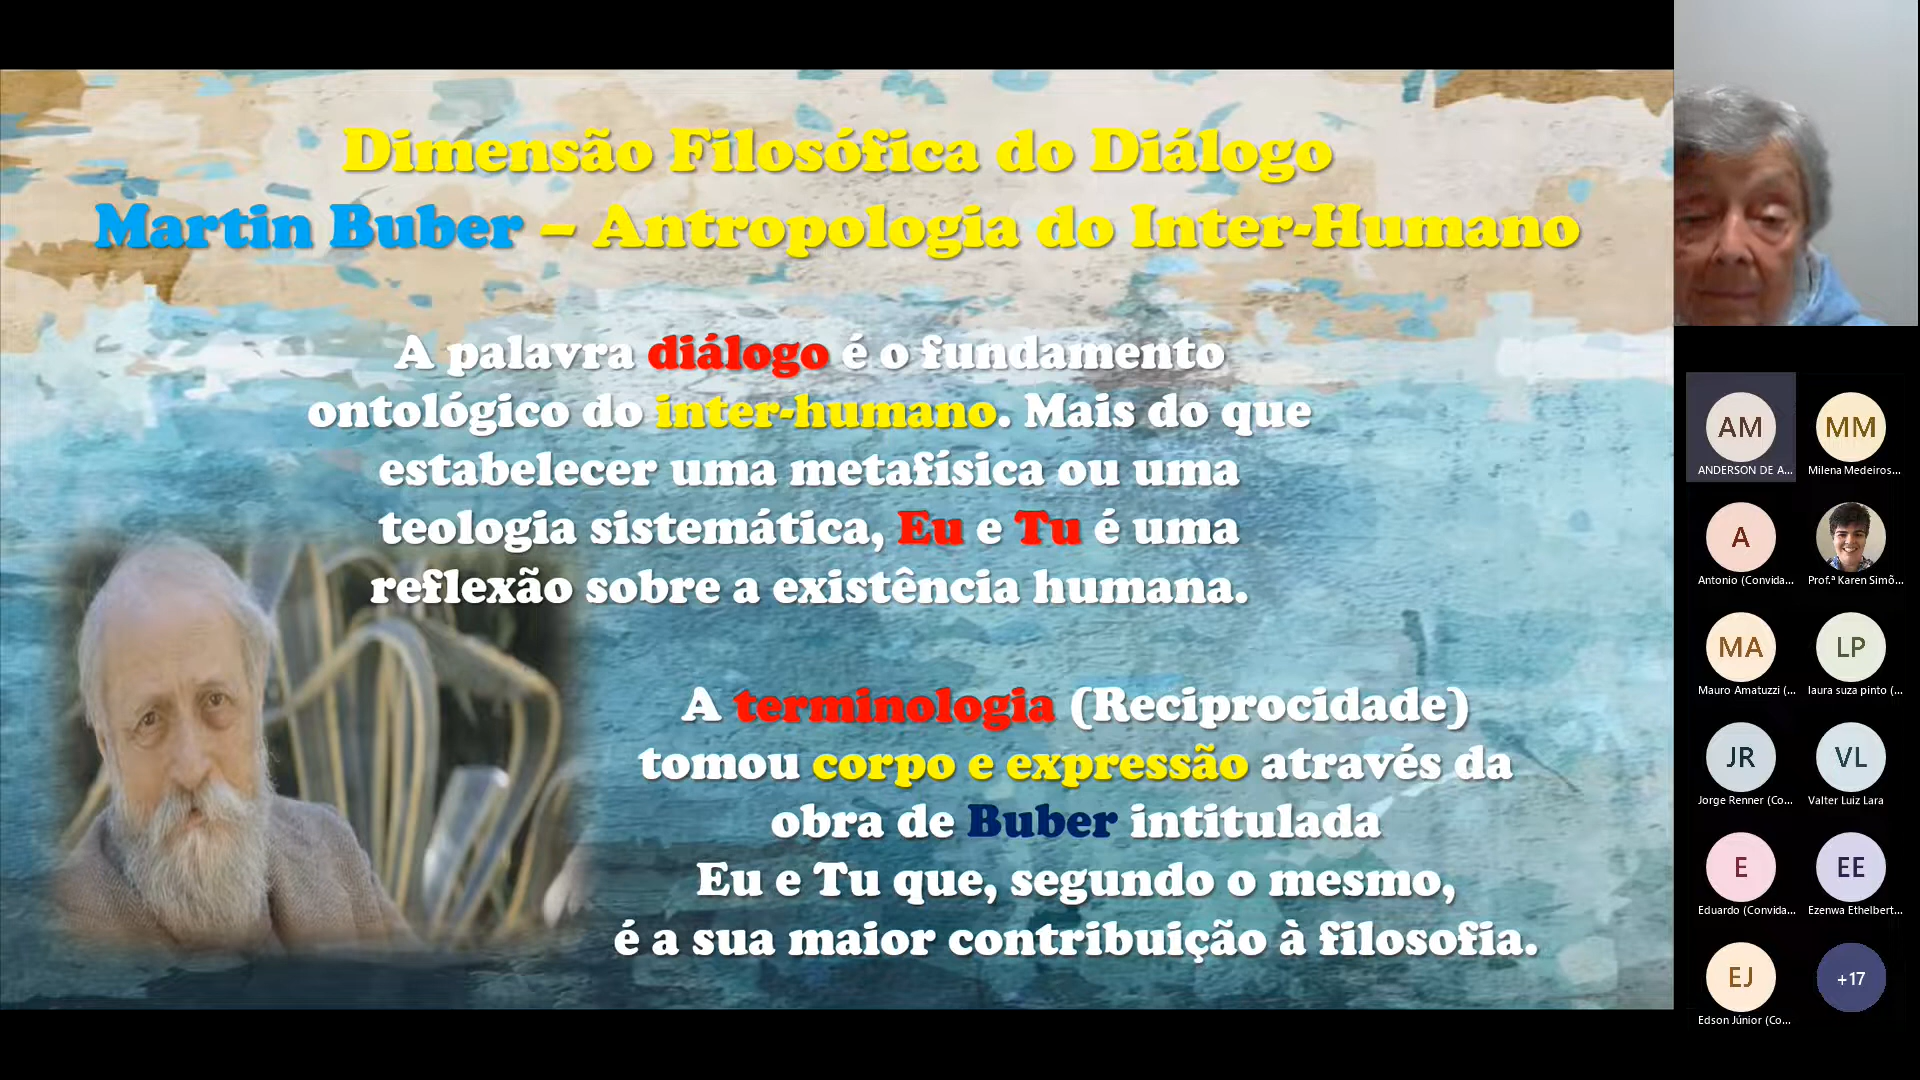 Dimensão Filosófica do Diálogo
Martin Buber – Antropologia do Inter-Humano
A palavra diálogo é o fundamento
ontológico do inter-humano. Mais do que
estabelecer uma metafísica ou uma
teologia sistemática, Eu e Tu é uma
reflexão sobre a existência humana.
A terminologia (Reciprocidade)
tomou corpo e expressão através da
obra de Buber intitulada
Eu e Tu que, segundo o mesmo,
é a sua maior contribuição à filosofia.
AM
ANDERSON DE A...
MM
Milena Medeiros...
A
Antonio (Convida...
Prof.ª Karen Simõ...
MA
Mauro Amatuzzi (...
LP
laura suza pinto (...
JR
Jorge Renner (Co...
VL
Valter Luiz Lara
E
Eduardo (Convida...
EE
Ezenwa Ethelbert...
EJ
Edson Júnior (Co...
+17